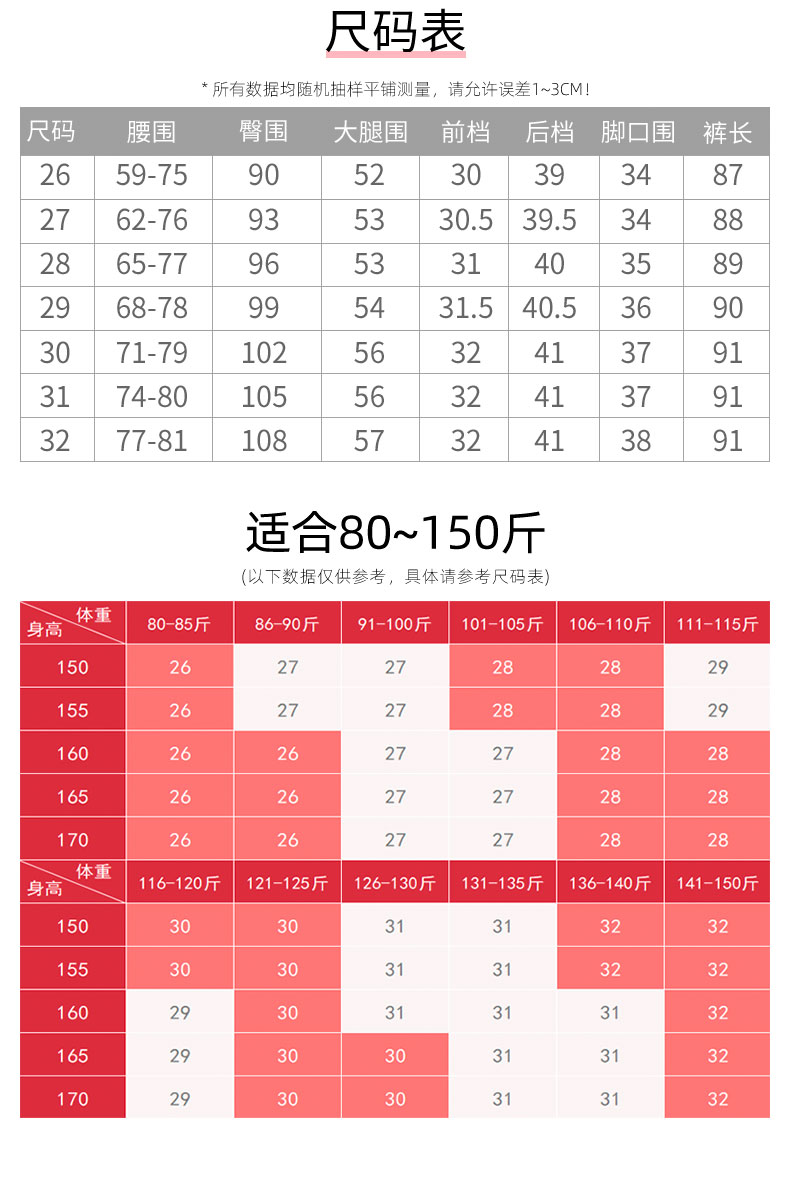 尺码表
* 所有数据均随机抽样平铺测量，请允许误差1~3CM！
尺码 腰围 臀围 大腿围 前档 后档 脚口围 裤长
26 59-75 90 52 30 39 34 87
27 62-76 93 53 30.5 39.5 34 88
28 65-77 96 53 31 40 35 89
29 68-78 99 54 31.5 40.5 36 90
30 71-79 102 56 32 41 37 91
31 74-80 105 56 32 41 37 91
32 77-81 108 57 32 41 38 91
适合80~150斤
(以下数据仅供参考，具体请参考尺码表)
体重 身高 80-85斤 86-90斤 91-100斤 101-105斤 106-110斤 111-115斤
150 26 27 27 28 28 29
155 26 27 27 28 28 29
160 26 26 27 27 28 28
165 26 26 27 27 28 28
170 26 26 27 27 28 28
体重 身高 116-120斤 121-125斤 126-130斤 131-135斤 136-140斤 141-150斤
150 30 30 31 31 32 32
155 30 30 31 31 32 32
160 29 30 31 31 31 32
165 29 30 30 31 31 32
170 29 30 30 31 31 32